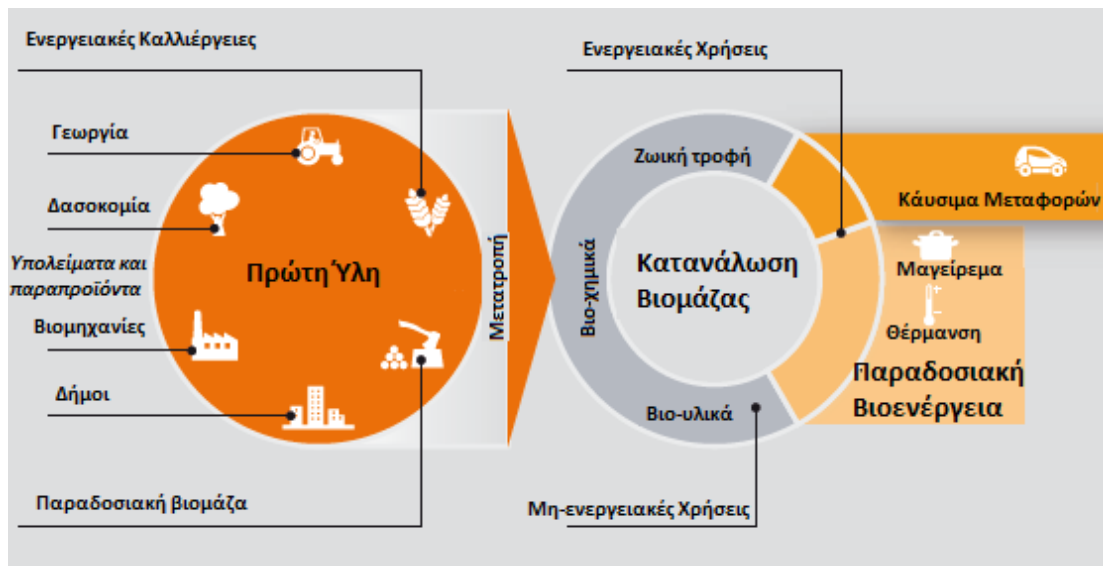 Ενεργειακές Καλλιέργειες
Γεωργία
Δασοκομία
Υπολείματα και
παραπροϊόντα
Βιομηχανίες
Δήμοι
Παραδοσιακή βιομάζα
Πρώτη Ύλη
Μετατροπή
Ενεργειακές Χρήσεις
Ζωική τροφή
Βιο-χημικά
Βιο-υλικά
Κατανάλωση
Βιομάζας
Μη-ενεργειακές Χρήσεις
Κάυσιμα Μεταφορών
Μαγείρεμα
+
−
Θέρμανση
Παραδοσιακή
Βιοενέργεια